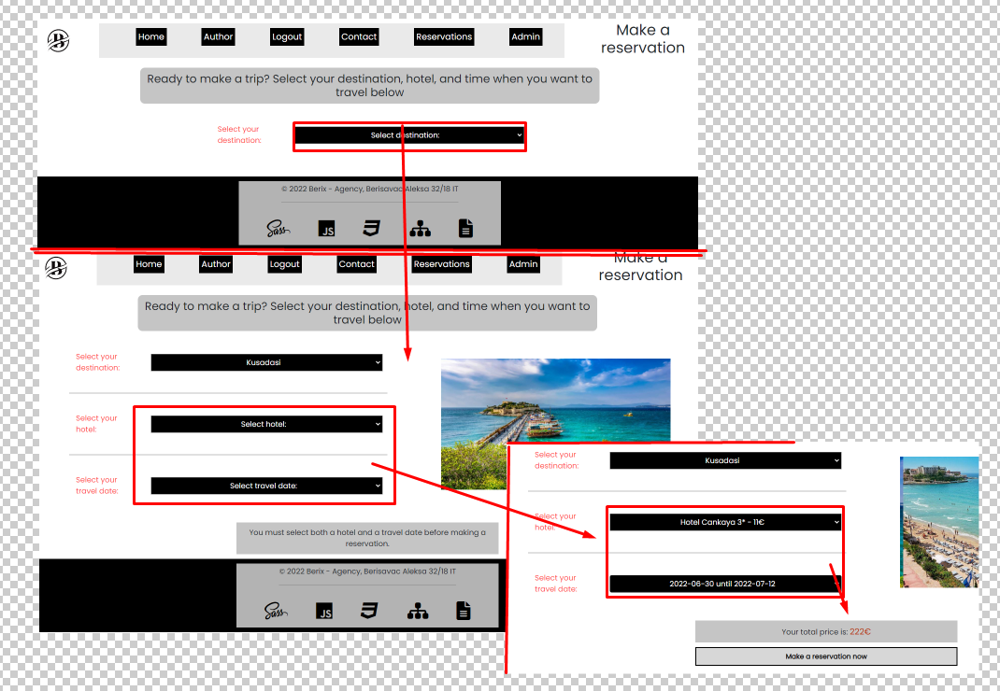 Home Author Logout Contact Reservations Admin
Make a
reservation
Ready to make a trip? Select your destination, hotel, and time when you want to
travel below
Select your
destination:
Select destination:
© 2022 Berix - Agency, Berisavac Aleksa 32/18 IT
Sass JS 3
Home Author Logout Contact Reservations Admin
Make a
reservation
Ready to make a trip? Select your destination, hotel, and time when you want to
travel below
Select your
destination:
Kusadasi
Select your
hotel:
Select hotel:
Select your
travel date:
Select travel date:
You must select both a hotel and a travel date before making a
reservation.
© 2022 Berix - Agency, Berisavac Aleksa 32/18 IT
Sass JS 3
Select your
destination:
Kusadasi
Select your
hotel:
Hotel Cankaya 3* - 11€
Select your
travel date:
2022-06-30 until 2022-07-12
Your total price is: 222€
Make a reservation now